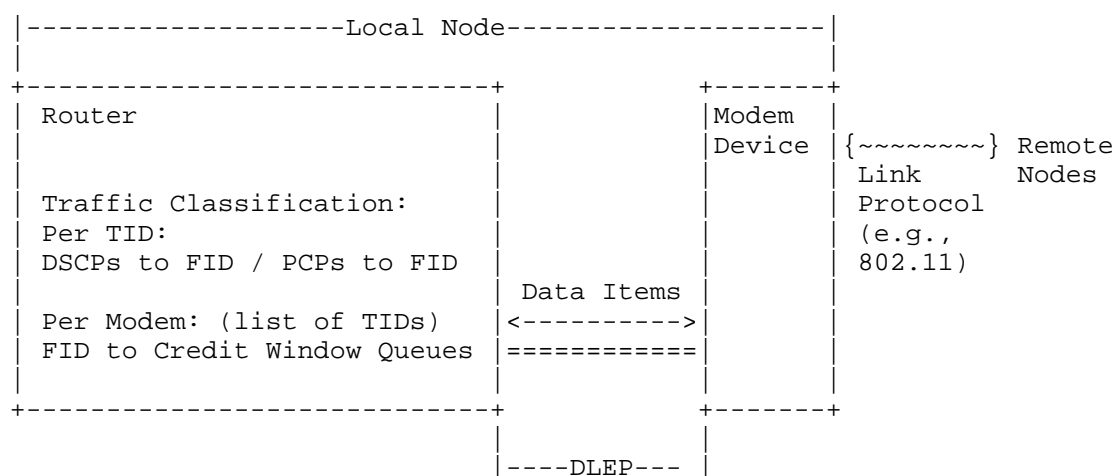 |--------------------Local Node--------------------|
Router
Modem
Device {~~~~~~~~} Remote
Link Nodes
Traffic Classification: Protocol
Per TID: (e.g.,
DSCPs to FID / PCPs to FID 802.11)
Data Items
Per Modem: (list of TIDs) <---------->
FID to Credit Window Queues ============
|----DLEP--- |